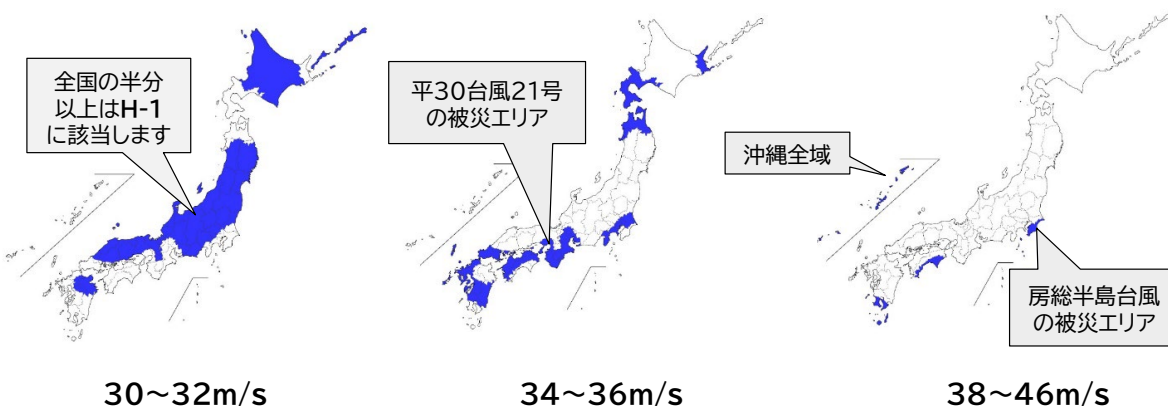 全国の半分
以上はH-1
に該当します
平30台風21号
の被災エリア
沖縄全域
房総半島台風
の被災エリア
30～32m/s
34～36m/s
38～46m/s